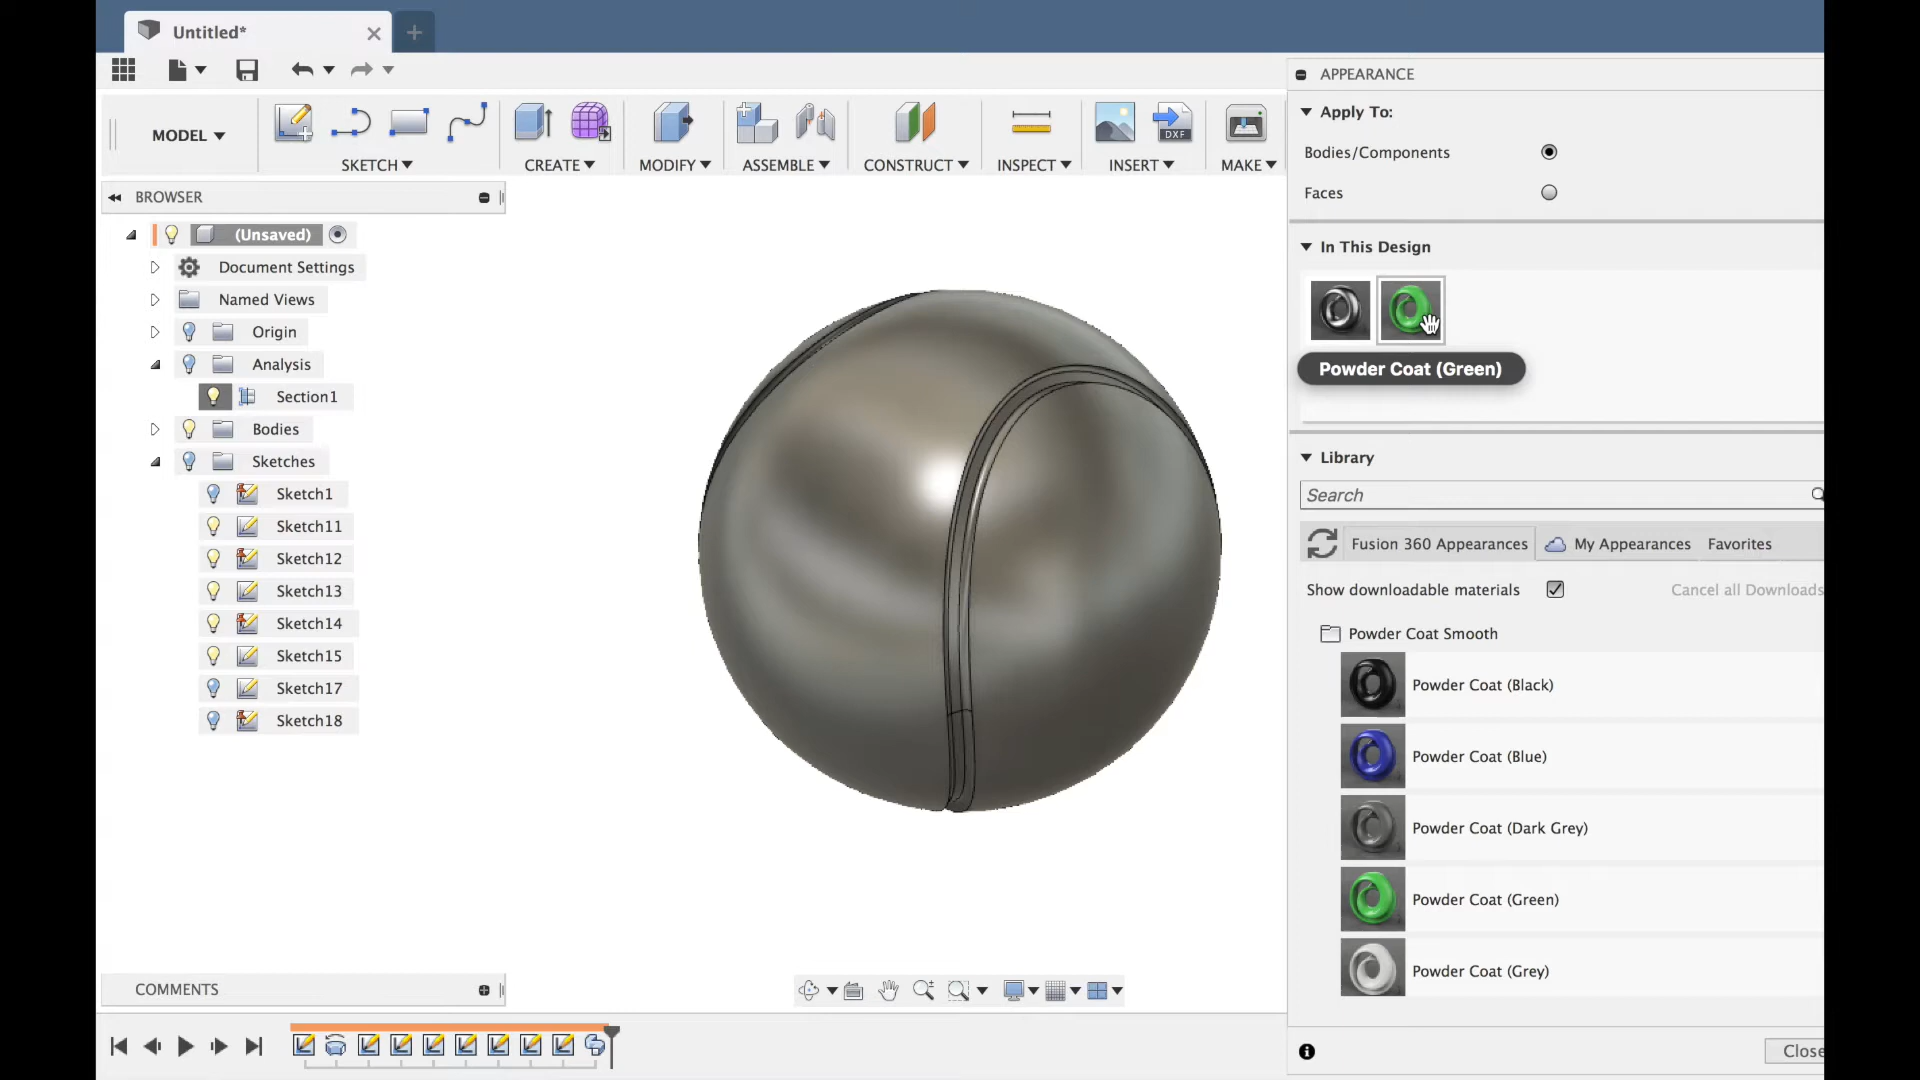 Untitled*
APPEARANCE
Apply To:
Bodies/Components
Faces
MODEL
SKETCH
CREATE
MODIFY
ASSEMBLE
CONSTRUCT
INSPECT
DXF
INSERT
MAKE
BROWSER
(Unsaved)
Document Settings
Named Views
Origin
Analysis
Section1
Bodies
Sketches
Sketch1
Sketch11
Sketch12
Sketch13
Sketch14
Sketch15
Sketch17
Sketch18
In This Design
Powder Coat (Green)
Library
Search
Fusion 360 Appearances
My Appearances
Favorites
Show downloadable materials
Cancel all Downloads
Powder Coat Smooth
Powder Coat (Black)
Powder Coat (Blue)
Powder Coat (Dark Grey)
Powder Coat (Green)
Powder Coat (Grey)
COMMENTS
Close